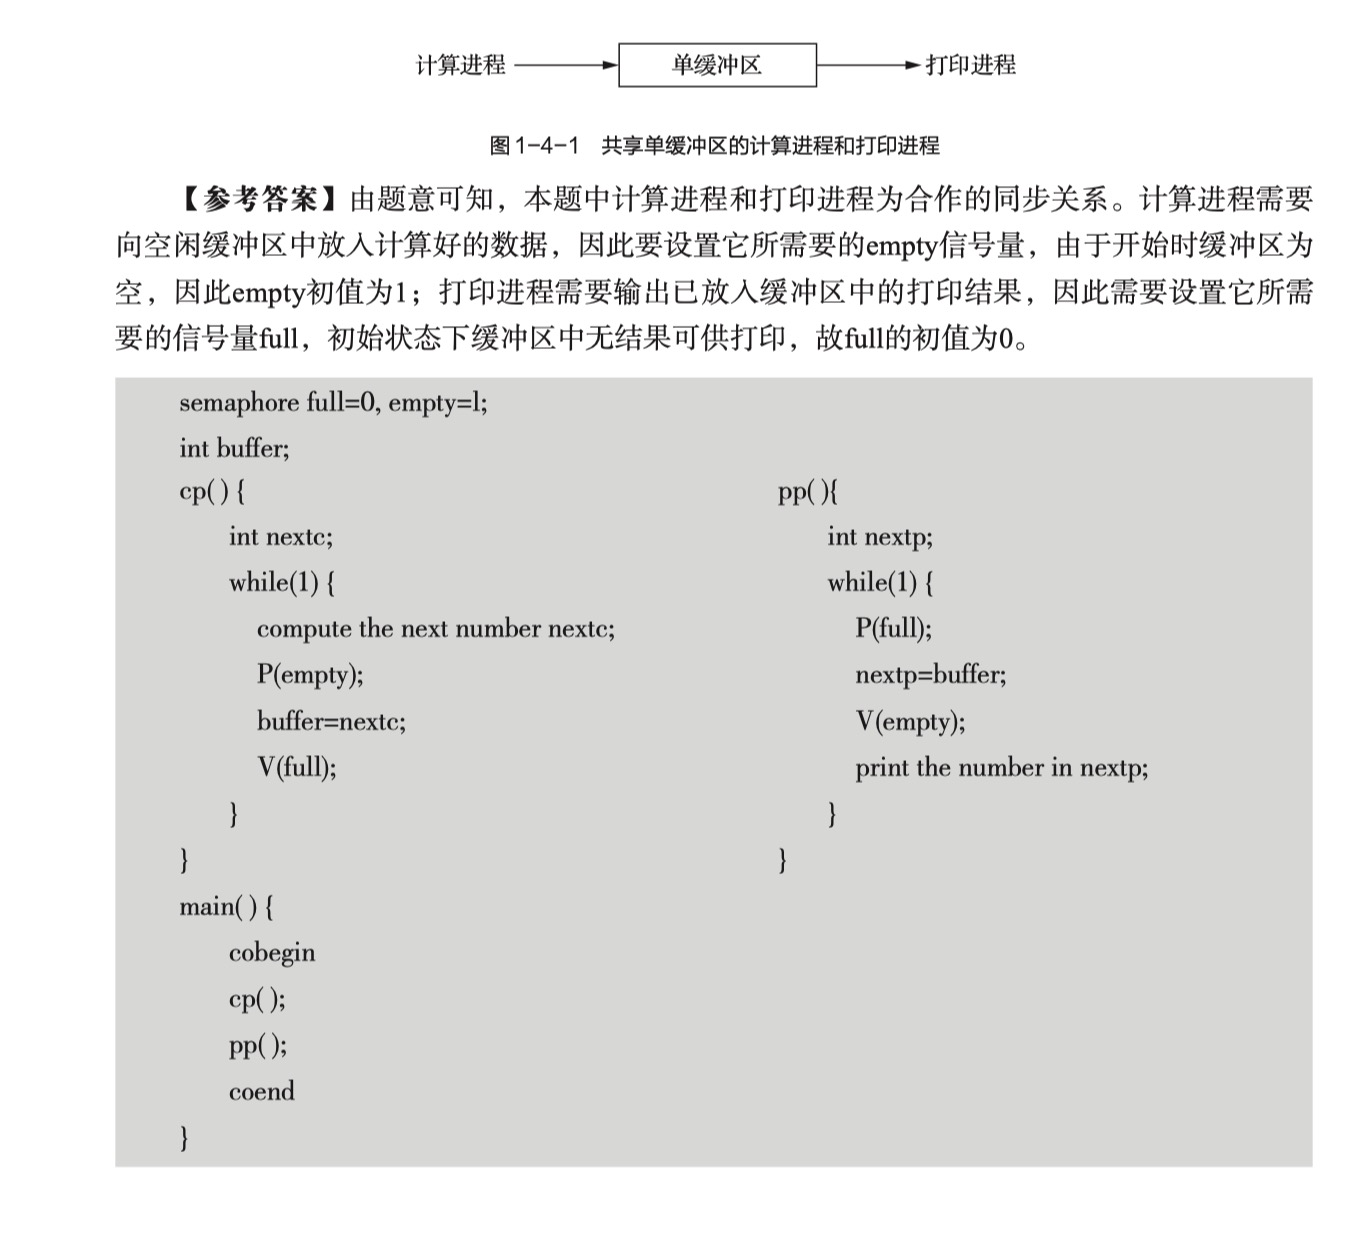 计算进程 单缓冲区 打印进程
图1-4-1 共享单缓冲区的计算进程和打印进程
【参考答案】由题意可知，本题中计算进程和打印进程为合作的同步关系。计算进程需要
向空闲缓冲区中放入计算好的数据，因此要设置它所需要的empty信号量，由于开始时缓冲区为
空，因此empty初值为1；打印进程需要输出已放入缓冲区中的打印结果，因此需要设置它所需
要的信号量full，初始状态下缓冲区中无结果可供打印，故full的初值为0。
semaphore full=0, empty=l;
int buffer;
cp( ) { pp( ){
int nextc; int nextp;
while(1) { while(1) {
compute the next number nextc; P(full);
P(empty); nextp=buffer;
buffer=nextc; V(empty);
V(full); print the number in nextp;
} }
} }
main( ) {
cobegin
cp( );
pp( );
coend
}